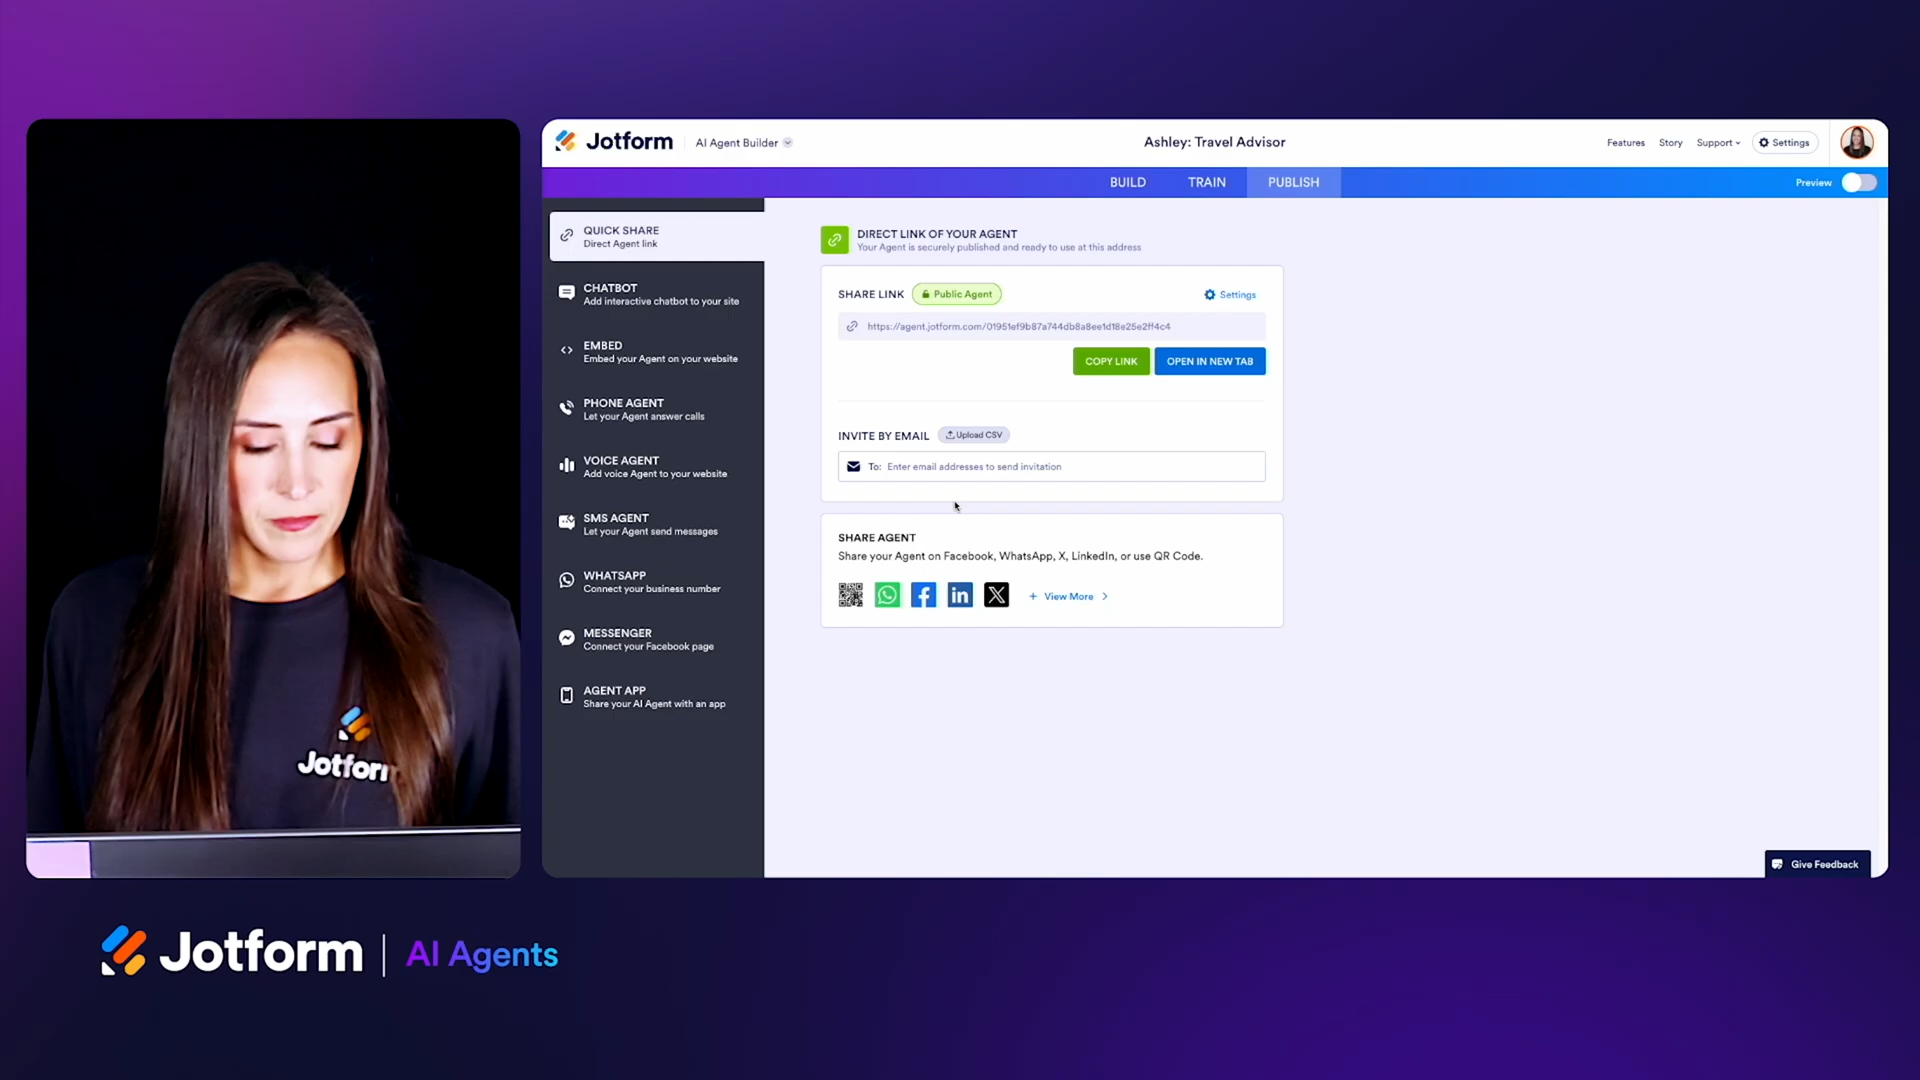 Jotform
AI Agent Builder
Ashley: Travel Advisor
Features
Story
Support
Settings
BUILD
TRAIN
PUBLISH
Preview
QUICK SHARE
Direct Agent link
CHATBOT
Add interactive chatbot to your site
EMBED
Embed your Agent on your website
PHONE AGENT
Let your Agent answer calls
VOICE AGENT
Add voice Agent to your website
SMS AGENT
Let your Agent send messages
WHATSAPP
Connect your business number
MESSENGER
Connect your Facebook page
AGENT APP
Share your AI Agent with an app
DIRECT LINK OF YOUR AGENT
Your Agent is securely published and ready to use at this address
SHARE LINK
Public Agent
Settings
https://agent.jotform.com/01951ef9b87a744db8a8ee1d18e25e2ff4c4
COPY LINK
OPEN IN NEW TAB
INVITE BY EMAIL
Upload CSV
To: Enter email addresses to send invitation
SHARE AGENT
Share your Agent on Facebook, WhatsApp, X, LinkedIn, or use QR Code.
+ View More >
Give Feedback
Jotfor
Jotform | AI Agents